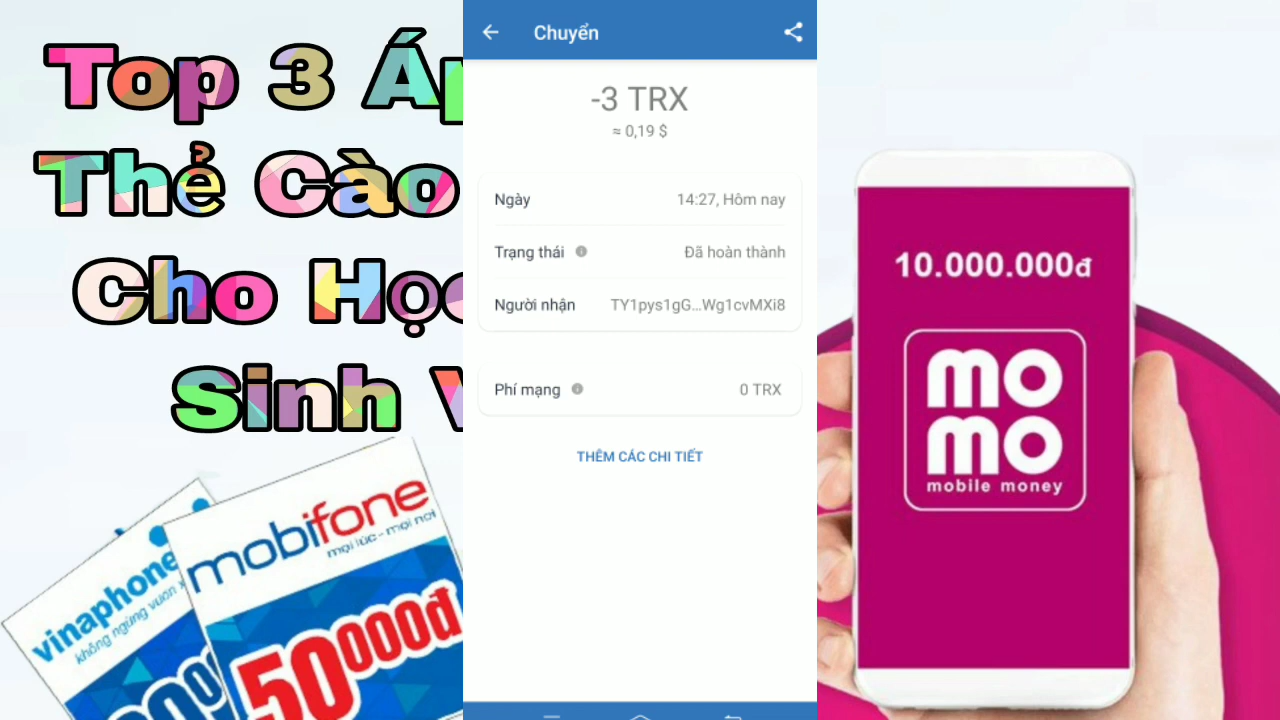 Top 3 Áp
Thẻ Cào
Cho Học
Sinh V
vinaphone
không ngừng vươn x
mobifone
mọi lúc - mọi nơi
50000đ
Chuyển
-3 TRX
≈ 0,19 $
Ngày 14:27, Hôm nay
Trạng thái Đã hoàn thành
Người nhận TY1pys1gG...Wg1cvMXi8
Phí mạng 0 TRX
THÊM CÁC CHI TIẾT
10.000.000đ
mo
mo
mobile money